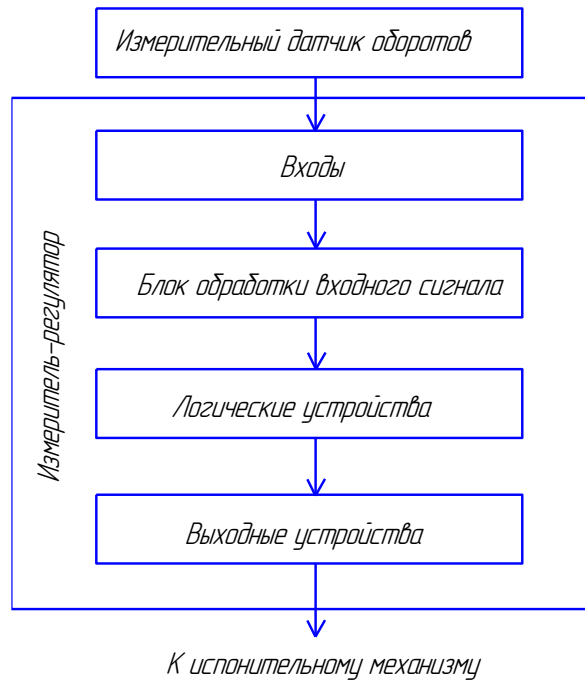 Измерительный датчик оборотов
Входы
Блок обработки входного сигнала
Измеритель-регулятор
Логические устройства
Выходные устройства
К испонительному механизму